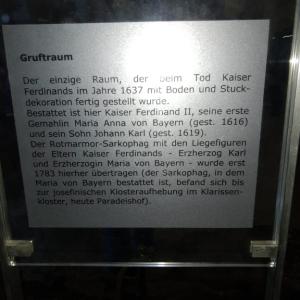 Gruftraum
Der einzige Raum, der beim Tod Kaiser
Ferdinands im Jahre 1637 mit Boden und Stuck-
dekoration fertig gestellt wurde.
Bestattet ist hier Kaiser Ferdinand II, seine erste
Gemahlin Maria Anna von Bayern (gest. 1616)
und sein Sohn Johann Karl (gest. 1619).
Der Rotmarmor-Sarkophag mit den Liegefiguren
der Eltern Kaiser Ferdinands - Erzherzog Karl
und Erzherzogin Maria von Bayern - wurde erst
1783 hierher übertragen (der Sarkophag, in dem
Maria von Bayern bestattet ist, befand sich bis
zur josefinischen Klosteraufhebung im Klarissen-
kloster, heute Paradeishof).